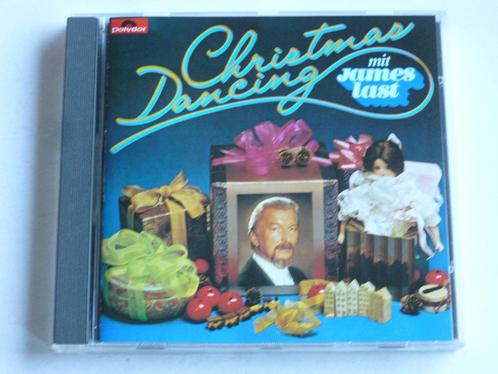 polydor
Christmas
Dancing mit
James
last